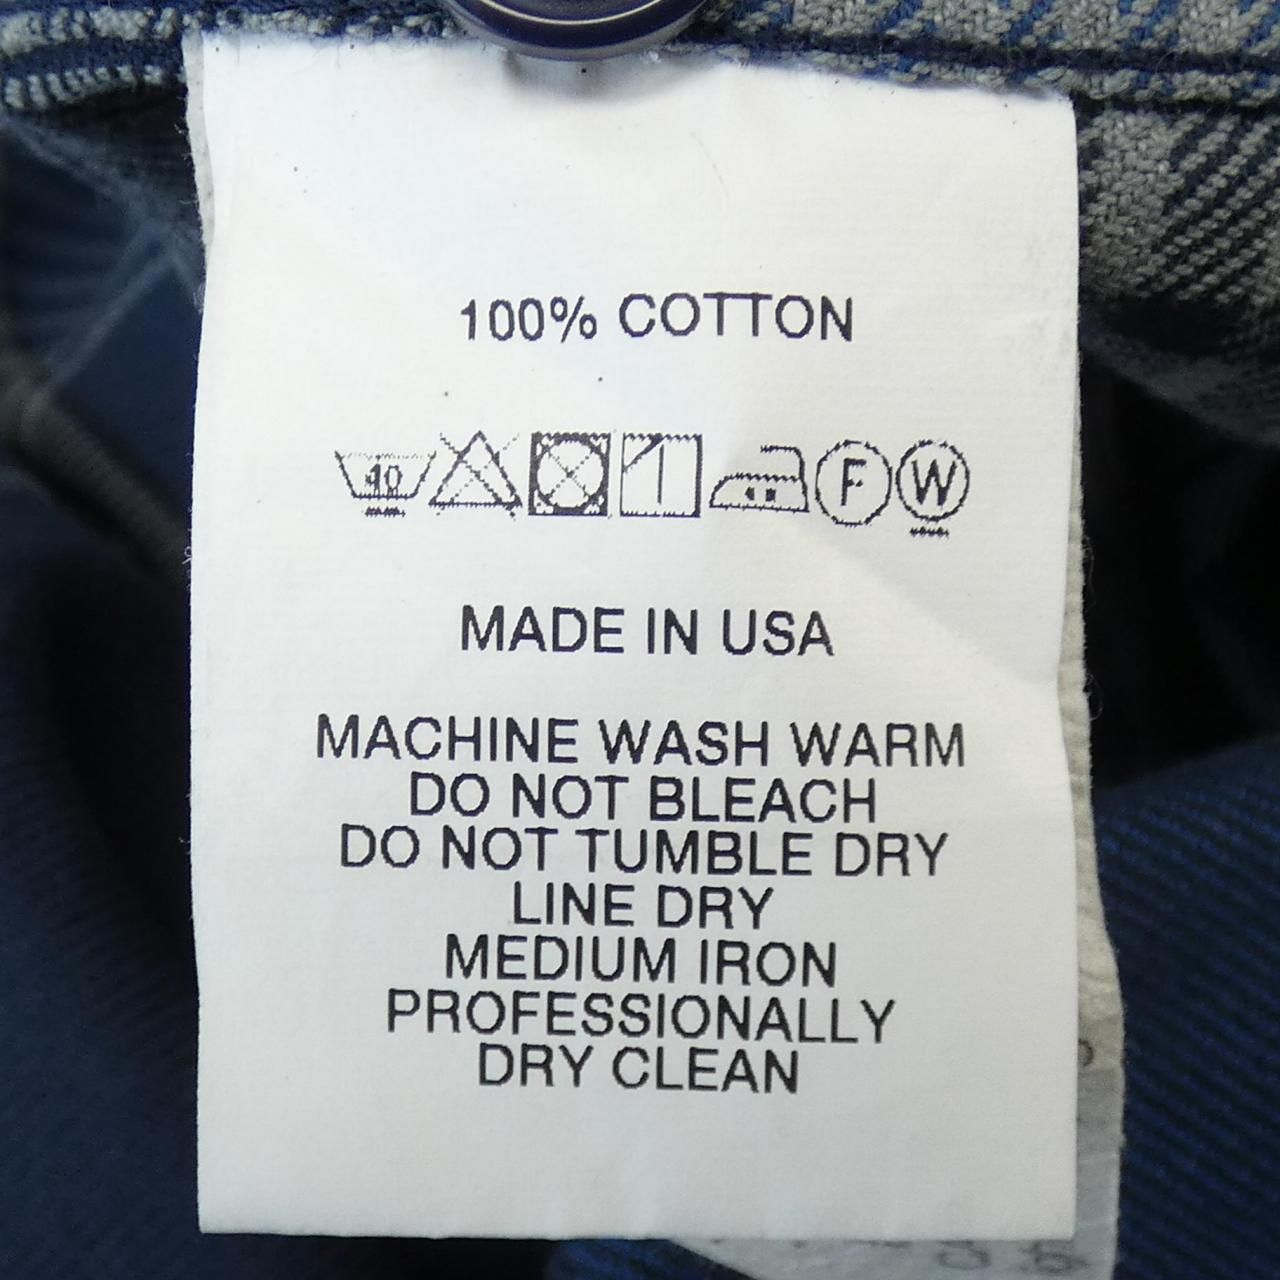 100% COTTON
40 F W
MADE IN USA
MACHINE WASH WARM
DO NOT BLEACH
DO NOT TUMBLE DRY
LINE DRY
MEDIUM IRON
PROFESSIONALLY
DRY CLEAN